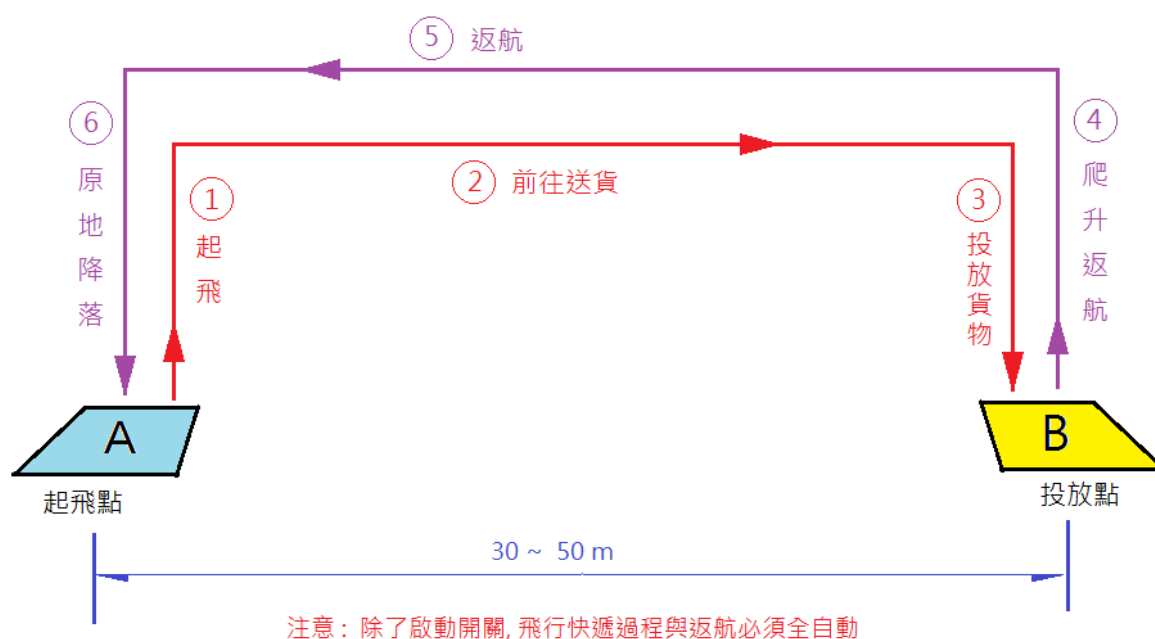 ⑤ 返航
⑥ 原地降落
① 起飛
② 前往送貨
③ 投放貨物
④ 爬升返航
A
B
起飛點
投放點
30 ~ 50 m
注意 : 除了啟動開關, 飛行快遞過程與返航必須全自動